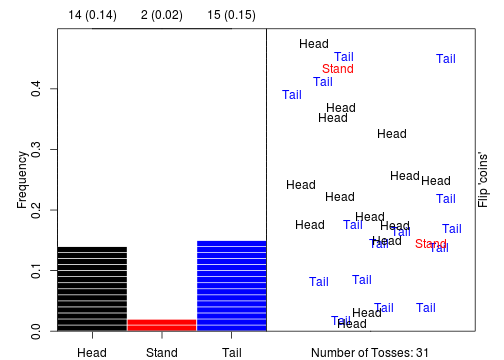 14 (0.14) 2 (0.02) 15 (0.15)
Frequency
0.4
0.3
0.2
0.1
0.0
Head Stand Tail
Head
Tail
Tail
Stand
Tail
Tail
Head
Head
Head
Head
Head
Head
Head
Tail
Head
Head
Tail
Head
Tail
Tail
Head
Tail
Stand
Tail
Tail
Tail
Tail
Tail
Head
Tail
Head
Flip 'coins'
Number of Tosses: 31